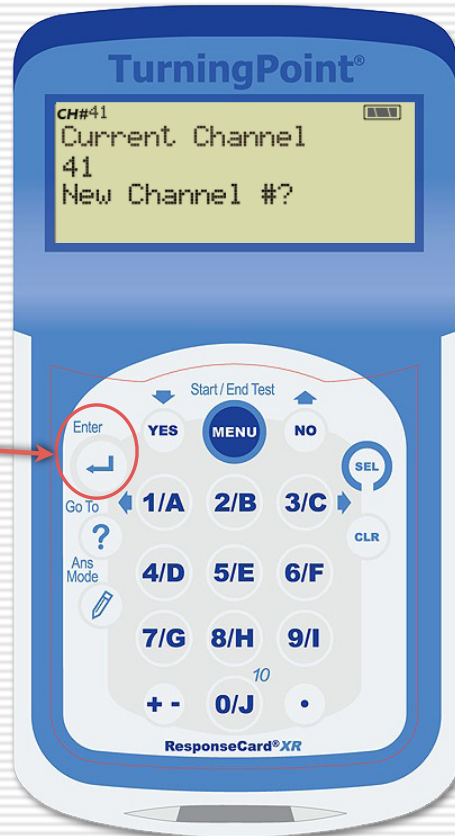 TurningPoint®
CH#41
Current Channel
41
New Channel #?
Start / End Test
Enter
YES
MENU
NO
SEL
Go To
1/A
2/B
3/C
?
CLR
Ans
Mode
4/D
5/E
6/F
7/G
8/H
9/I
10
+ -
0/J
•
ResponseCard®XR